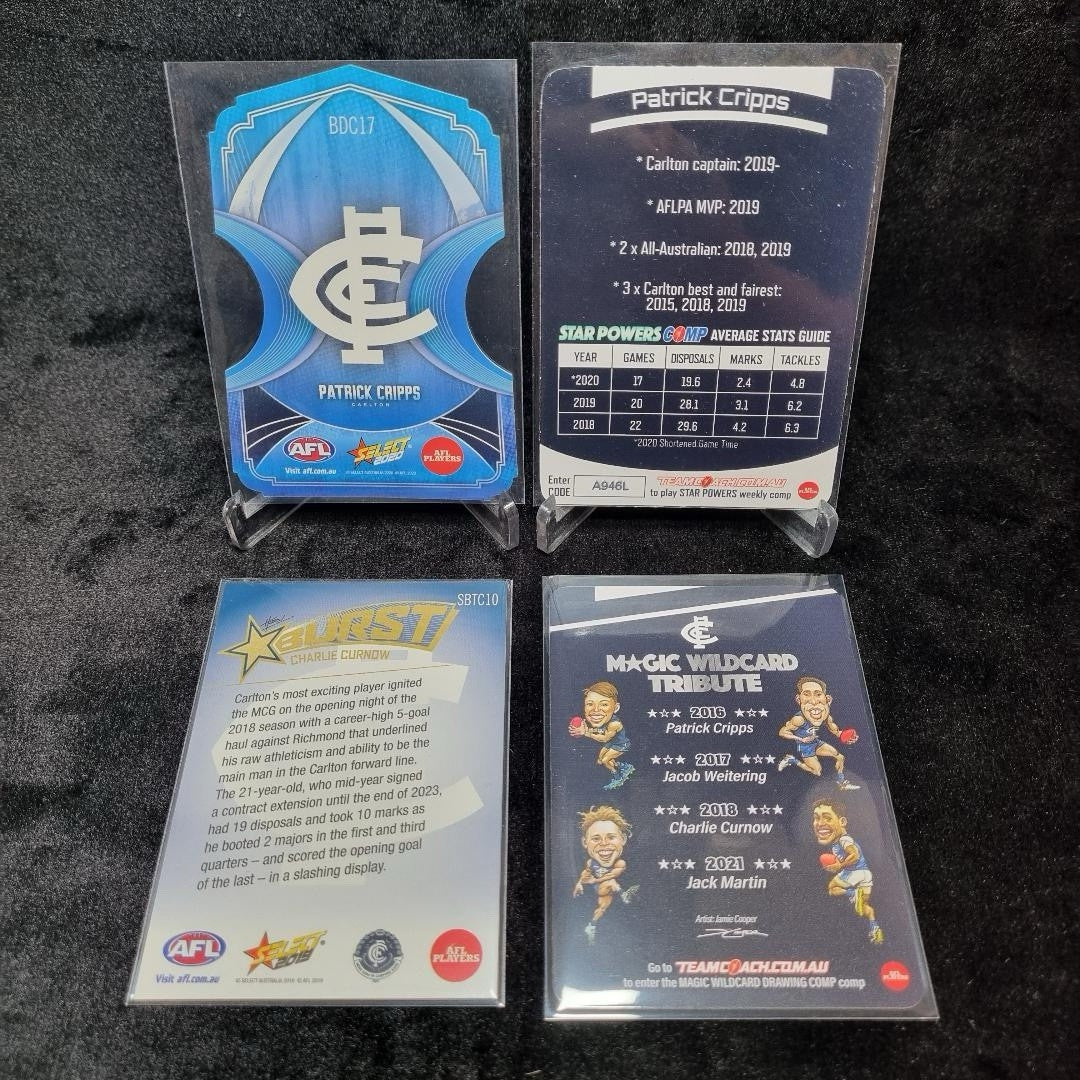 BDC17
PATRICK CRIPPS
CARLTON
AFL
SELECT
2020
AFL
PLAYERS
Visit afl.com.au
© SELECT AUSTRALIA 2020 © AFL 2020
Patrick Cripps
* Carlton captain: 2019-
* AFLPA MVP: 2019
* 2 x All-Australian: 2018, 2019
* 3 x Carlton best and fairest:
2015, 2018, 2019
STAR POWERS COMP AVERAGE STATS GUIDE
YEAR GAMES DISPOSALS MARKS TACKLES
*2020 17 19.6 2.4 4.8
2019 20 28.1 3.1 6.2
2018 22 29.6 4.2 6.3
*2020 Shortened Game Time
Enter
CODE
A946L
TEAMCOACH.COM.AU
to play STAR POWERS weekly comp
SBTC10
BURST
CHARLIE CURNOW
Carlton's most exciting player ignited
the MCG on the opening night of the
2018 season with a career-high 5-goal
haul against Richmond that underlined
his raw athleticism and ability to be the
main man in the Carlton forward line.
The 21-year-old, who mid-year signed
a contract extension until the end of 2023,
had 19 disposals and took 10 marks as
he booted 2 majors in the first and third
quarters – and scored the opening goal
of the last – in a slashing display.
AFL
SELECT
2019
AFL
PLAYERS
Visit afl.com.au
© SELECT AUSTRALIA 2019 © AFL 2019
MAGIC WILDCARD
TRIBUTE
★☆★ 2016 ★☆★
Patrick Cripps
★☆★ 2017 ★☆★
Jacob Weitering
★☆★ 2018 ★☆★
Charlie Curnow
★☆★ 2021 ★☆★
Jack Martin
Artist: Jamie Cooper
Go to TEAMCOACH.COM.AU
to enter the MAGIC WILDCARD DRAWING COMP comp